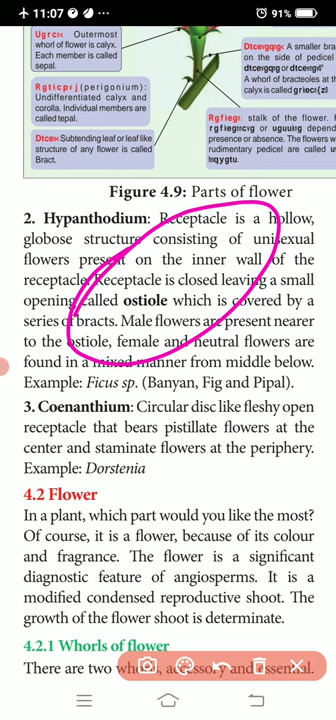 11:07
91%
Ugrcn Outermost
whorl of flower is calyx.
Each member is called
sepal.
Rgticpvj (perigonium):
Undifferentiated calyx and
corolla. Individual members are
called tepal.
Dtcev Subtending leaf or leaf like
structure of any flower is called
Bract.
A smaller bra
on the side of pedicel
A whorl of bracteoles at th
calyx is called
stalk of the flower.
depend
presence or absence. The flowers w
rudimentary pedicel are called
Figure 4.9: Parts of flower
2. Hypanthodium: Receptacle is a hollow,
globose structure consisting of unisexual
flowers present on the inner wall of the
receptacle. Receptacle is closed leaving a small
opening called ostiole which is covered by a
series of bracts. Male flowers are present nearer
to the ostiole, female and neutral flowers are
found in a mixed manner from middle below.
Example: Ficus sp. (Banyan, Fig and Pipal).
3. Coenanthium: Circular disc like fleshy open
receptacle that bears pistillate flowers at the
center and staminate flowers at the periphery.
Example: Dorstenia
4.2 Flower
In a plant, which part would you like the most?
Of course, it is a flower, because of its colour
and fragrance. The flower is a significant
diagnostic feature of angiosperms. It is a
modified condensed reproductive shoot. The
growth of the flower shoot is determinate.
4.2.1 Whorls of flower
There are two whorls, accessory and essential.